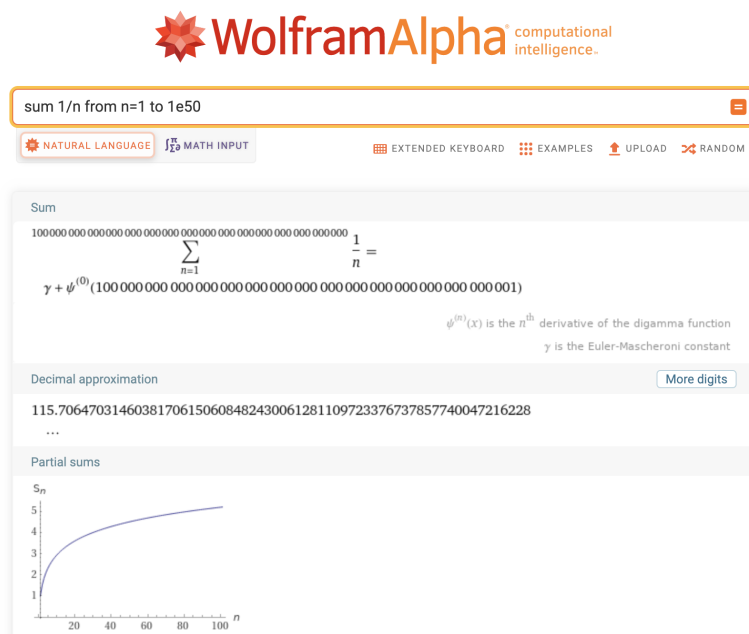 WolframAlpha computational intelligence™
sum 1/n from n=1 to 1e50
NATURAL LANGUAGE ∫Σ∂π MATH INPUT EXTENDED KEYBOARD EXAMPLES UPLOAD RANDOM
Sum
100 000 000 000 000 000 000 000 000 000 000 000 000 000 000 000 000
∑ 1/n =
n=1
γ + ψ^(0)(100 000 000 000 000 000 000 000 000 000 000 000 000 000 000 000 001)
ψ^(n)(x) is the n^th derivative of the digamma function
γ is the Euler-Mascheroni constant
Decimal approximation More digits
115.70647031460381706150608482430061281109723376737857740047216228
...
Partial sums
S_n
5
4
3
2
1
20 40 60 80 100 n